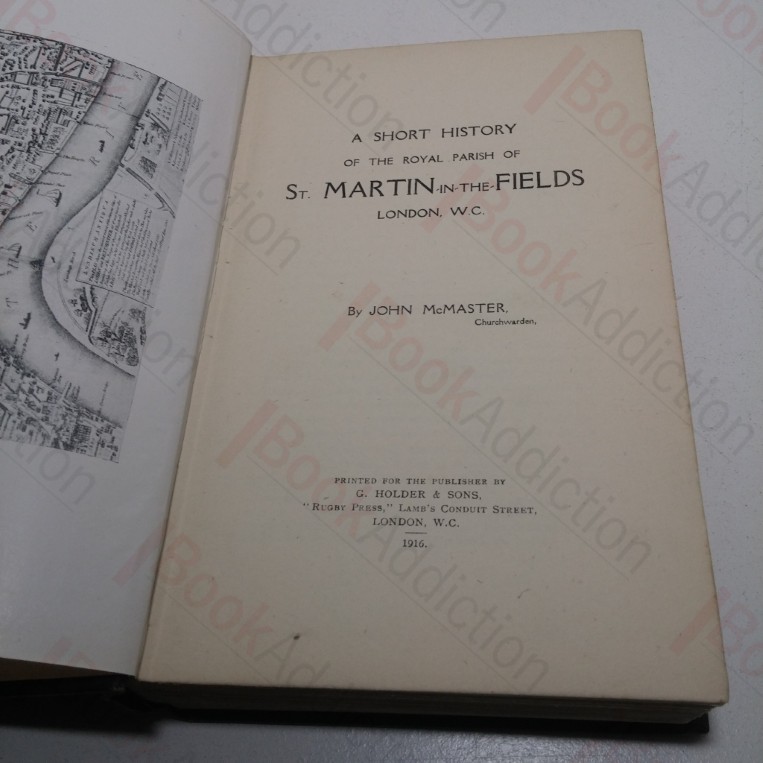 A SHORT HISTORY
OF THE ROYAL PARISH OF
ST. MARTIN-IN-THE-FIELDS
LONDON, W.C.
By JOHN McMASTER,
Churchwarden,
PRINTED FOR THE PUBLISHER BY
G. HOLDER & SONS,
"RUGBY PRESS," LAMB'S CONDUIT STREET,
LONDON, W.C.
1916.
BookAddiction